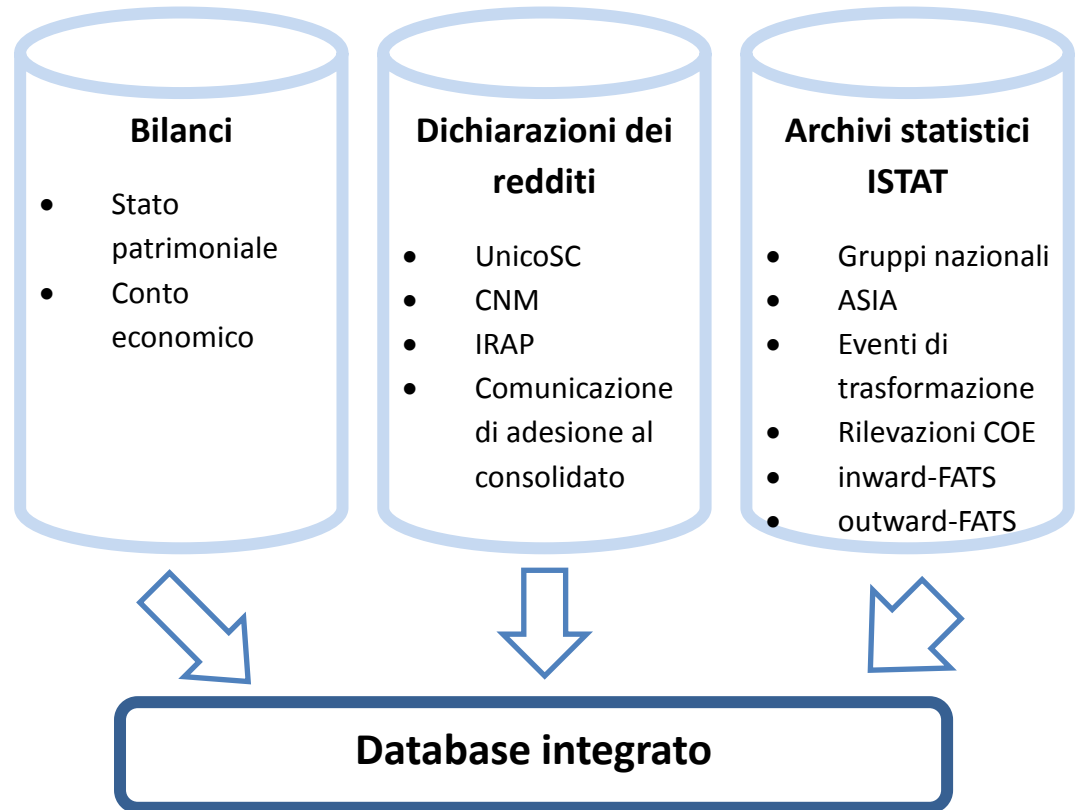 Bilanci
• Stato
patrimoniale
• Conto
economico
Dichiarazioni dei
redditi
• UnicoSC
• CNM
• IRAP
• Comunicazione
di adesione al
consolidato
Archivi statistici
ISTAT
• Gruppi nazionali
• ASIA
• Eventi di
trasformazione
• Rilevazioni COE
• inward-FATS
• outward-FATS
Database integrato